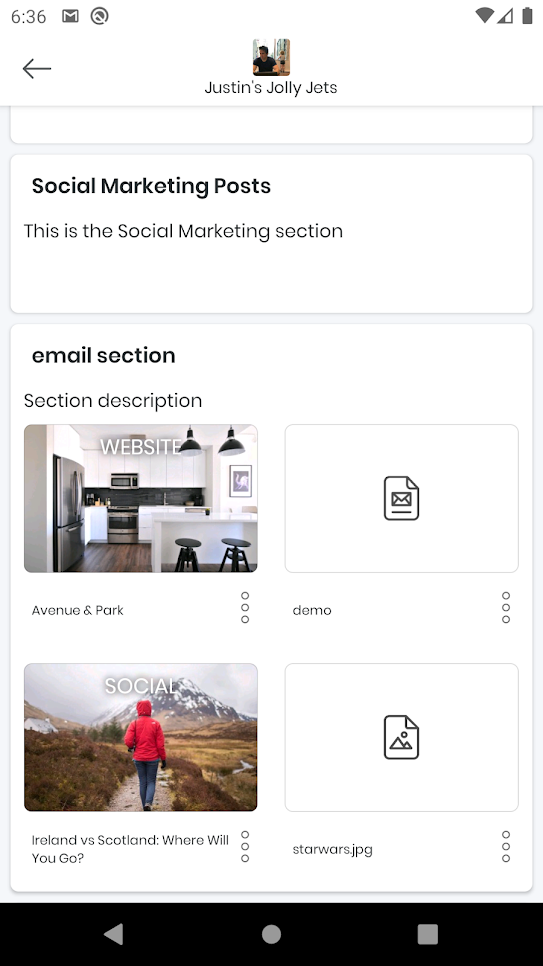 6:36
Justin's Jolly Jets
Social Marketing Posts
This is the Social Marketing section
email section
Section description
WEBSITE
Avenue & Park
demo
SOCIAL
Ireland vs Scotland: Where Will
You Go?
starwars.jpg